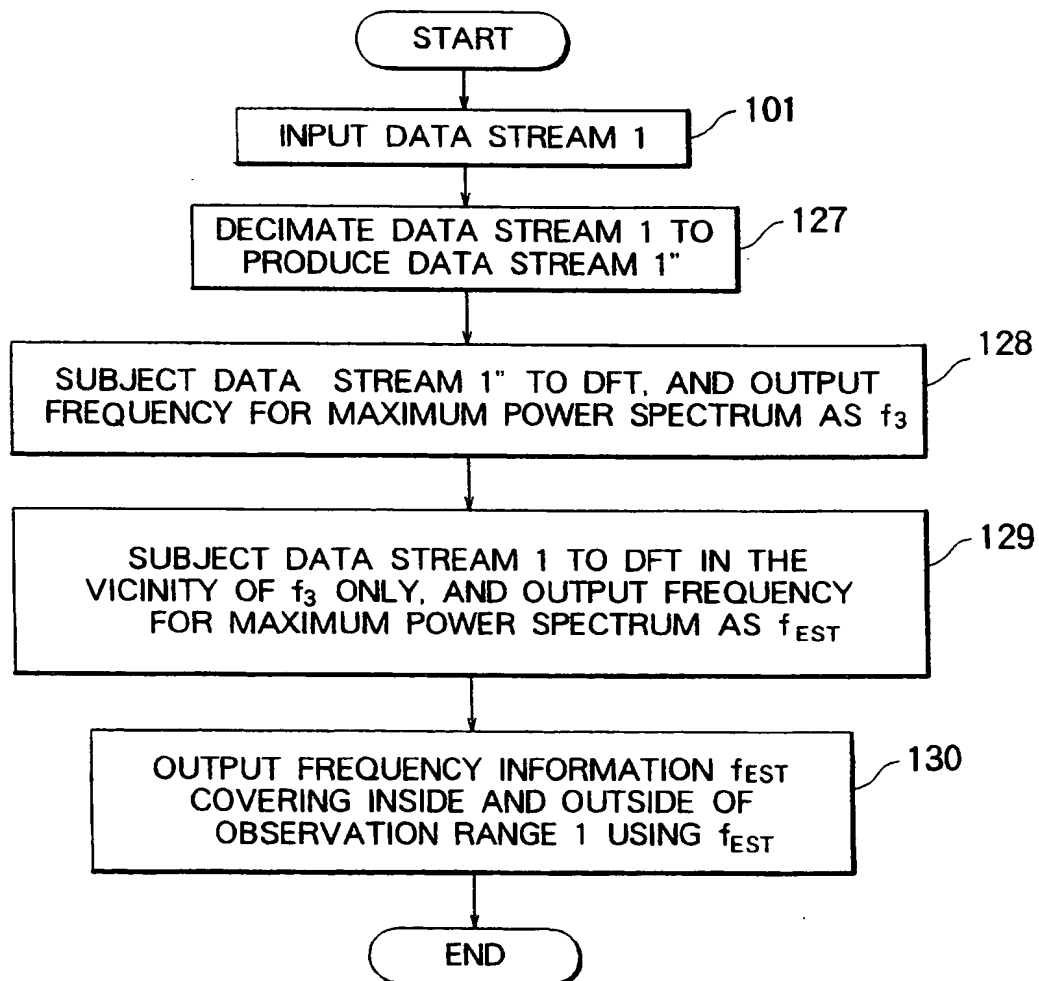 START
INPUT DATA STREAM 1
101
DECIMATE DATA STREAM 1 TO
PRODUCE DATA STREAM 1"
127
SUBJECT DATA STREAM 1" TO DFT, AND OUTPUT
FREQUENCY FOR MAXIMUM POWER SPECTRUM AS f3
128
SUBJECT DATA STREAM 1 TO DFT IN THE
VICINITY OF f3 ONLY, AND OUTPUT FREQUENCY
FOR MAXIMUM POWER SPECTRUM AS fEST
129
OUTPUT FREQUENCY INFORMATION fEST
COVERING INSIDE AND OUTSIDE OF
OBSERVATION RANGE 1 USING fEST
130
END